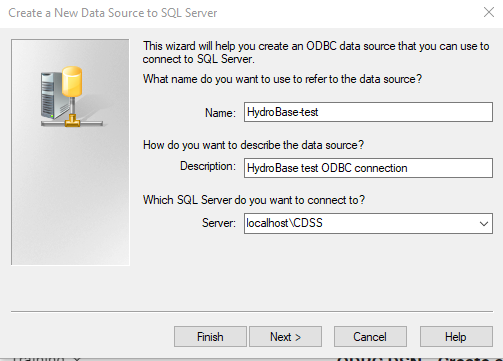 Create a New Data Source to SQL Server
This wizard will help you create an ODBC data source that you can use to
connect to SQL Server.
What name do you want to use to refer to the data source?
Name: HydroBase-test
How do you want to describe the data source?
Description: HydroBase test ODBC connection
Which SQL Server do you want to connect to?
Server: localhost\CDSS
Finish Next > Cancel Help